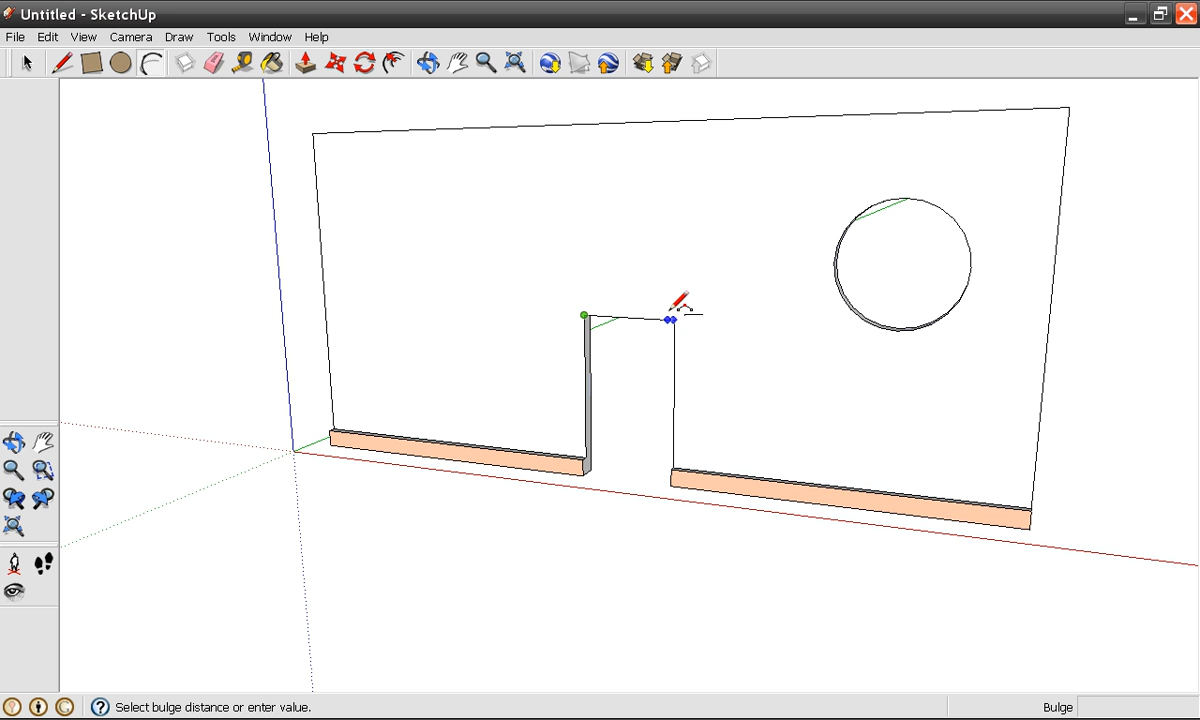 Untitled - SketchUp
File Edit View Camera Draw Tools Window Help
Select bulge distance or enter value.
Bulge